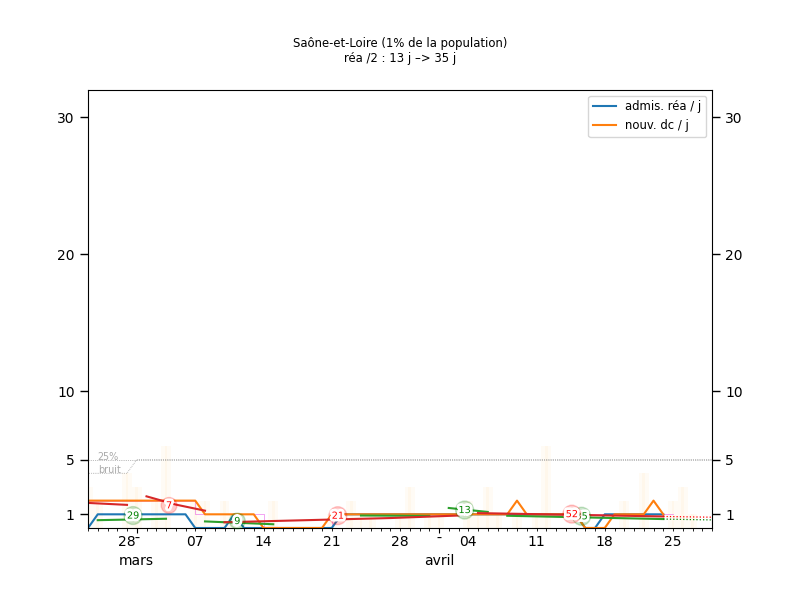 Saône-et-Loire (1% de la population)
réa /2 : 13 j –> 35 j
admis. réa / j
nouv. dc / j
30 30
20 20
10 10
5 5
1 1
25%
bruit
29 7 9 21 13 52
28 07 14 21 28 - 04 11 18 25
mars avril